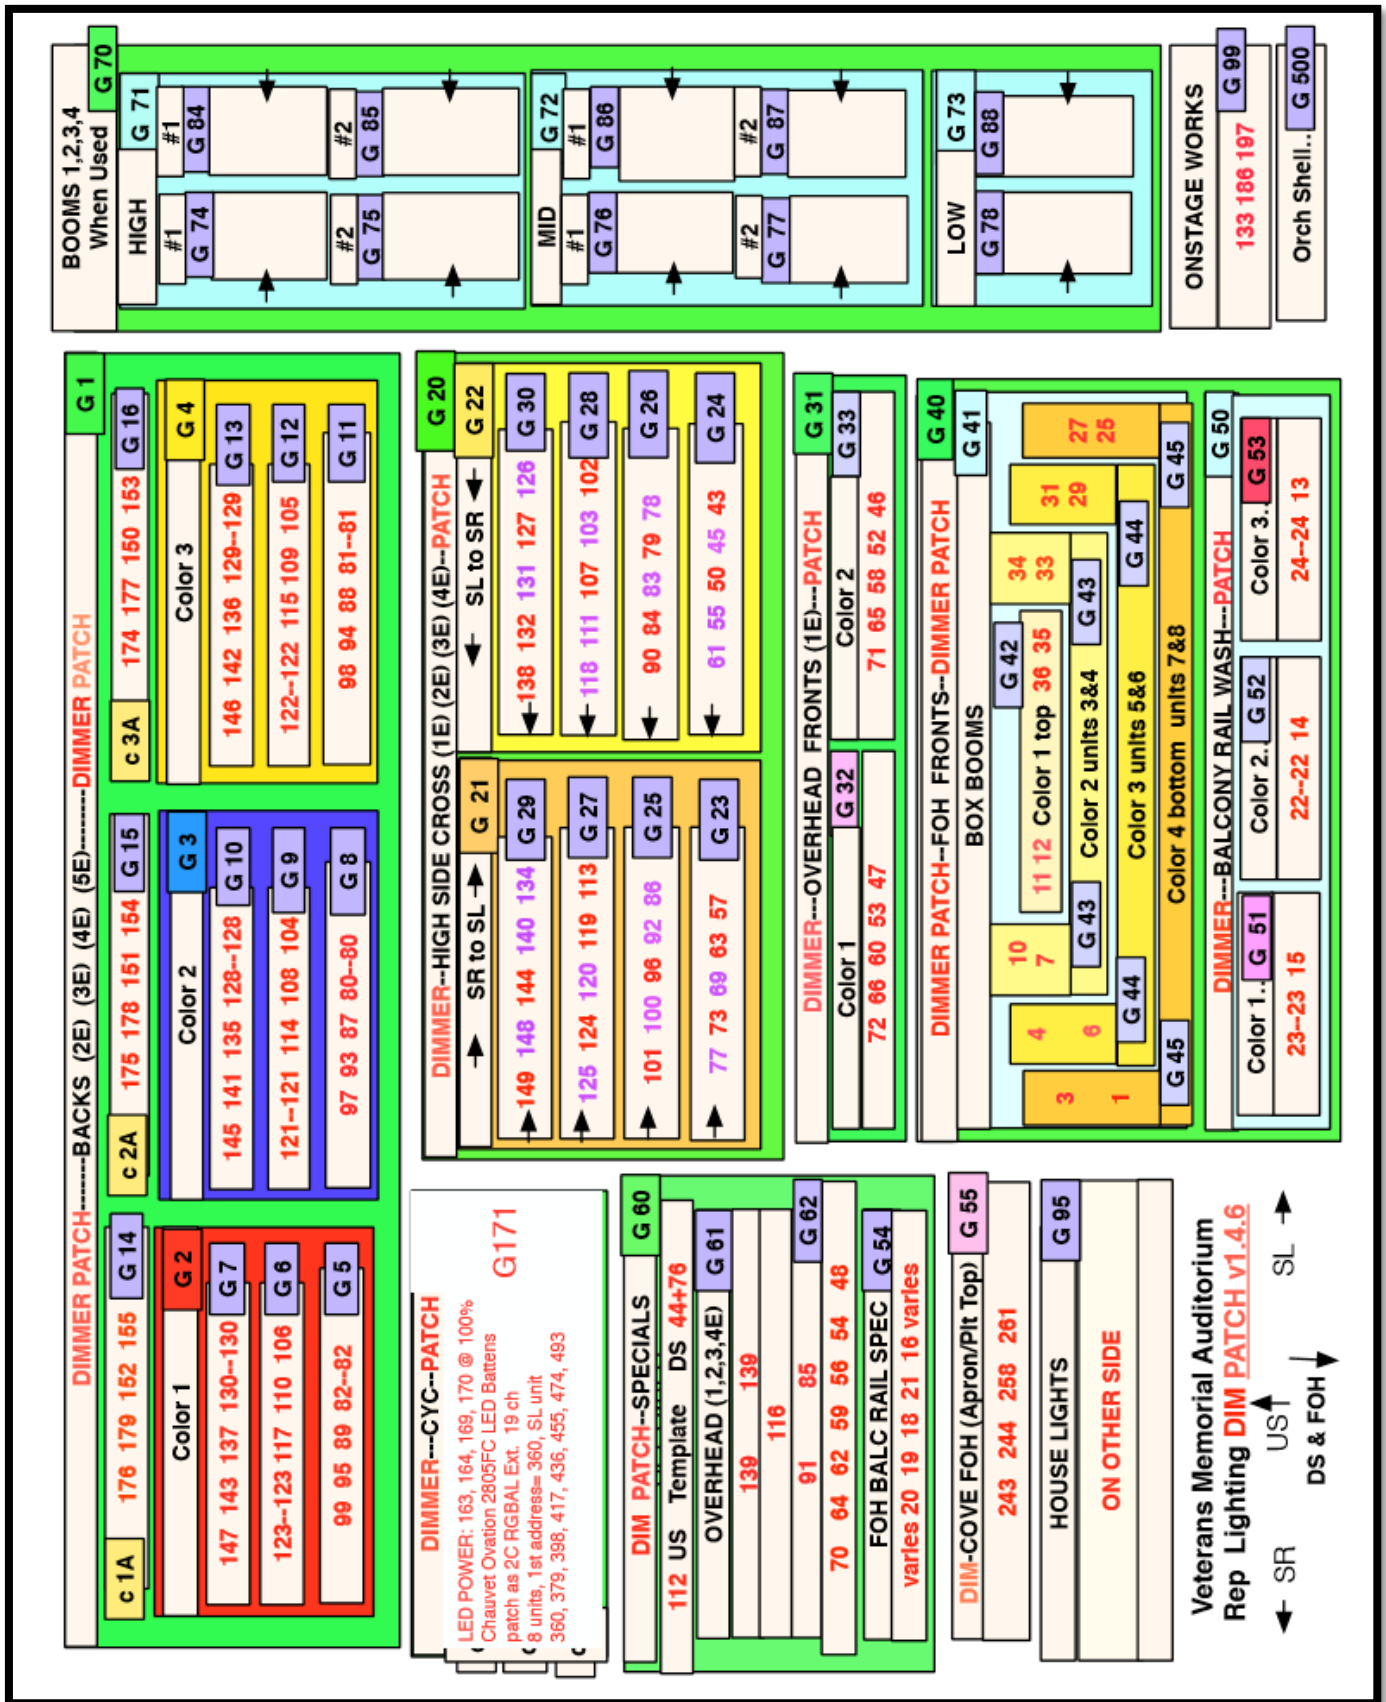 DIMMER PATCH------BACKS (2E) (3E) (4E) (5E)--------DIMMER PATCH
G 1
c 1A
176 179 152 155
G 14
c 2A
175 178 151 154
G 15
c 3A
174 177 150 153
G 16
Color 1
G 2
147 143 137 130--130
G 7
123--123 117 110 106
G 6
99 95 89 82--82
G 5
Color 2
G 3
145 141 135 128--128
G 10
121--121 114 108 104
G 9
97 93 87 80--80
G 8
Color 3
G 4
146 142 136 129--129
G 13
122--122 115 109 105
G 12
98 94 88 81--81
G 11
BOOMS 1,2,3,4
When Used
G 70
HIGH
G 71
#1
G 74
#1
G 84
#2
G 75
#2
G 85
MID
G 72
#1
G 76
#1
G 86
#2
G 77
#2
G 87
LOW
G 73
G 78
G 88
ONSTAGE WORKS
G 99
133 186 197
Orch Shell..
G 500
DIMMER---CYC--PATCH
G171
LED POWER: 163, 164, 169, 170 @ 100%
Chauvet Ovation 2805FC LED Battens
patch as 2C RGBAL Ext. 19 ch
8 units, 1st address= 360, SL unit
360, 379, 398, 417, 436, 455, 474, 493
DIMMER--HIGH SIDE CROSS (1E) (2E) (3E) (4E)--PATCH
G 20
→ SR to SL →
G 21
149 148 144 140 134
G 29
125 124 120 119 113
G 27
101 100 96 92 86
G 25
77 73 69 63 57
G 23
← SL to SR ←
G 22
138 132 131 127 126
G 30
118 111 107 103 102
G 28
90 84 83 79 78
G 26
61 55 50 45 43
G 24
DIM PATCH--SPECIALS
G 60
112 US Template DS 44+76
OVERHEAD (1,2,3,4E)
G 61
139 139
116
91 85
G 62
70 64 62 59 56 54 48
FOH BALC RAIL SPEC
G 54
varles 20 19 18 21 16 varles
DIMMER---OVERHEAD FRONTS (1E)---PATCH
G 31
Color 1
G 32
72 66 60 53 47
Color 2
G 33
71 65 58 52 46
DIMMER PATCH--FOH FRONTS--DIMMER PATCH
G 40
BOX BOOMS
G 41
G 42
11 12 Color 1 top 36 35
10
7
34
33
G 43
Color 2 units 3&4
G 43
4
6
31
29
G 44
Color 3 units 5&6
G 44
3
1
27
25
G 45
Color 4 bottom units 7&8
G 45
DIMMER---BALCONY RAIL WASH---PATCH
G 50
Color 1..
G 51
23--23 15
Color 2..
G 52
22--22 14
Color 3..
G 53
24--24 13
DIM-COVE FOH (Apron/Plt Top)
G 55
243 244 258 261
HOUSE LIGHTS
G 95
ON OTHER SIDE
Veterans Memorial Auditorium
Rep Lighting DIM PATCH v1.4.6
← SR
US↑
SL →
DS & FOH ↓